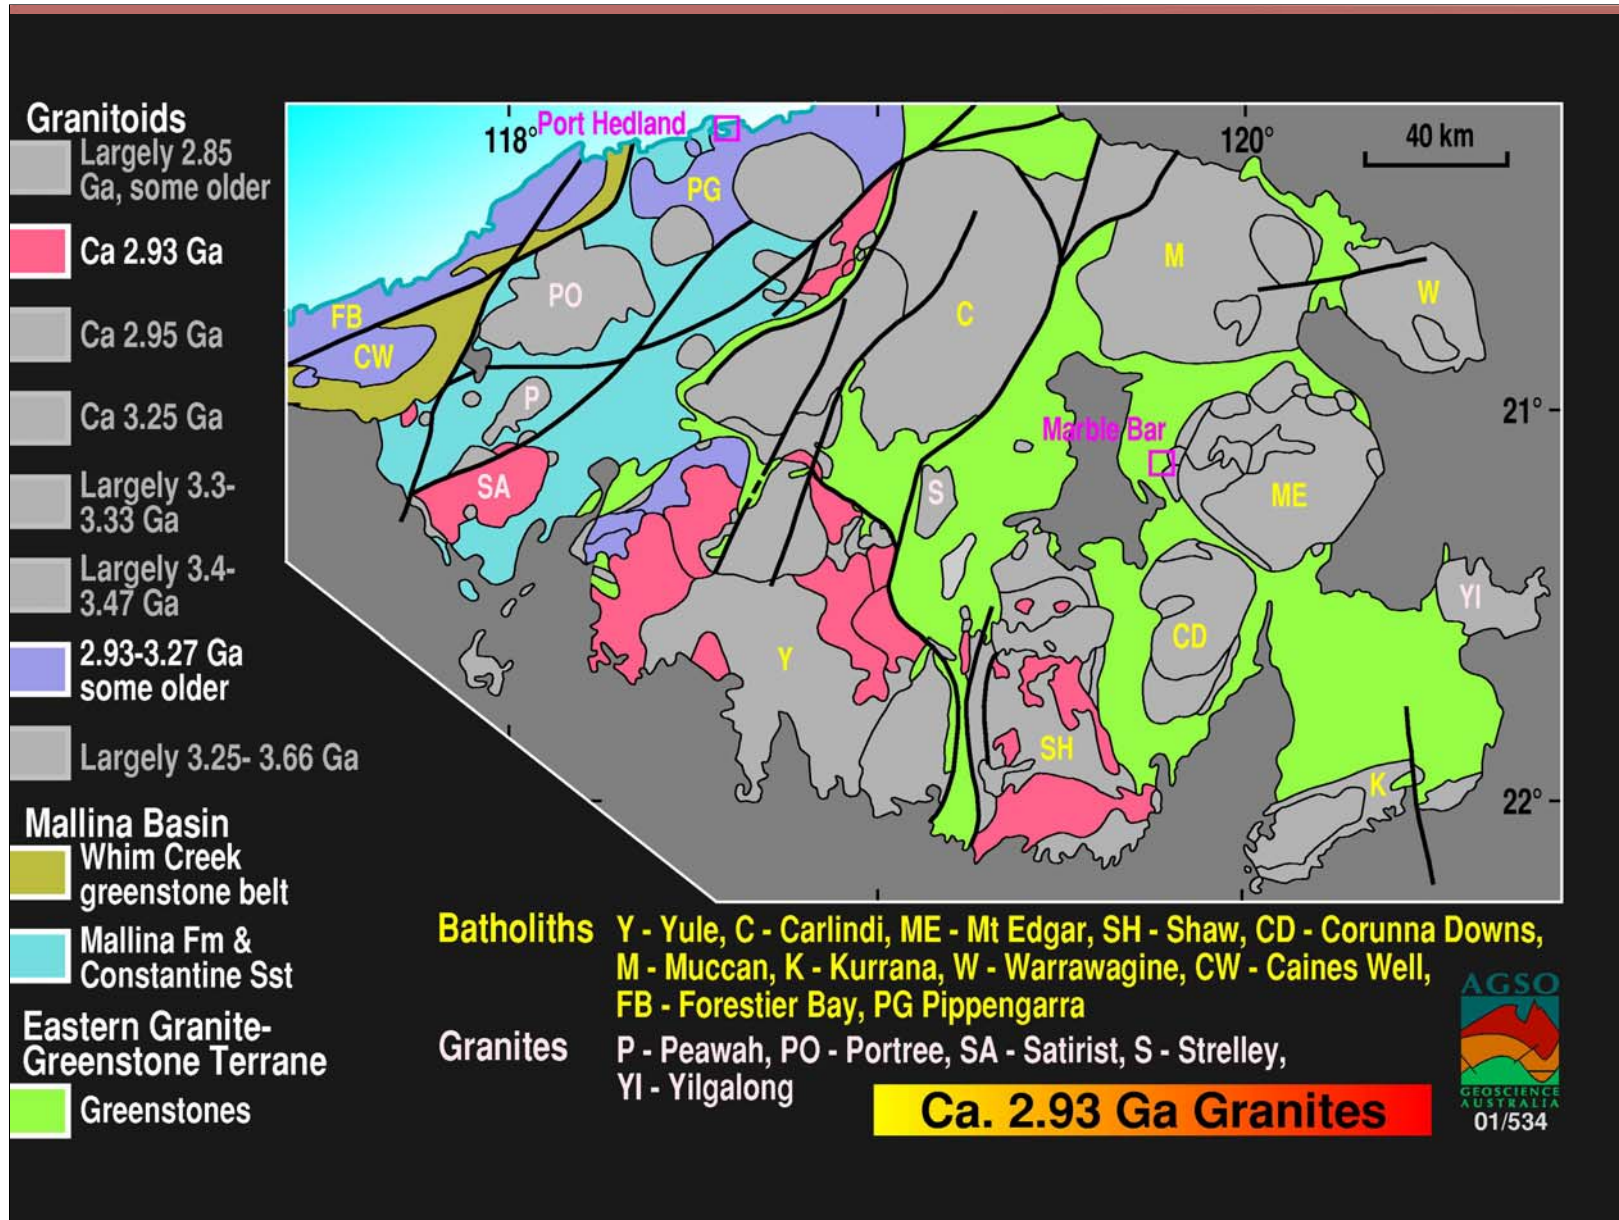 Granitoids
Largely 2.85
Ga, some older
Ca 2.93 Ga
Ca 2.95 Ga
Ca 3.25 Ga
Largely 3.3-
3.33 Ga
Largely 3.4-
3.47 Ga
2.93-3.27 Ga
some older
Largely 3.25- 3.66 Ga
Mallina Basin
Whim Creek
greenstone belt
Mallina Fm &
Constantine Sst
Eastern Granite-
Greenstone Terrane
Greenstones
118°
Port Hedland
120°
40 km
PG
M
PO
W
FB
C
CW
P
21°
Marble Bar
SA
S
ME
YI
CD
Y
SH
K
22°
Batholiths
Y - Yule, C - Carlindi, ME - Mt Edgar, SH - Shaw, CD - Corunna Downs,
M - Muccan, K - Kurrana, W - Warrawagine, CW - Caines Well,
FB - Forestier Bay, PG Pippengarra
Granites
P - Peawah, PO - Portree, SA - Satirist, S - Strelley,
YI - Yilgalong
Ca. 2.93 Ga Granites
AGSO
GEOSCIENCE
AUSTRALIA
01/534